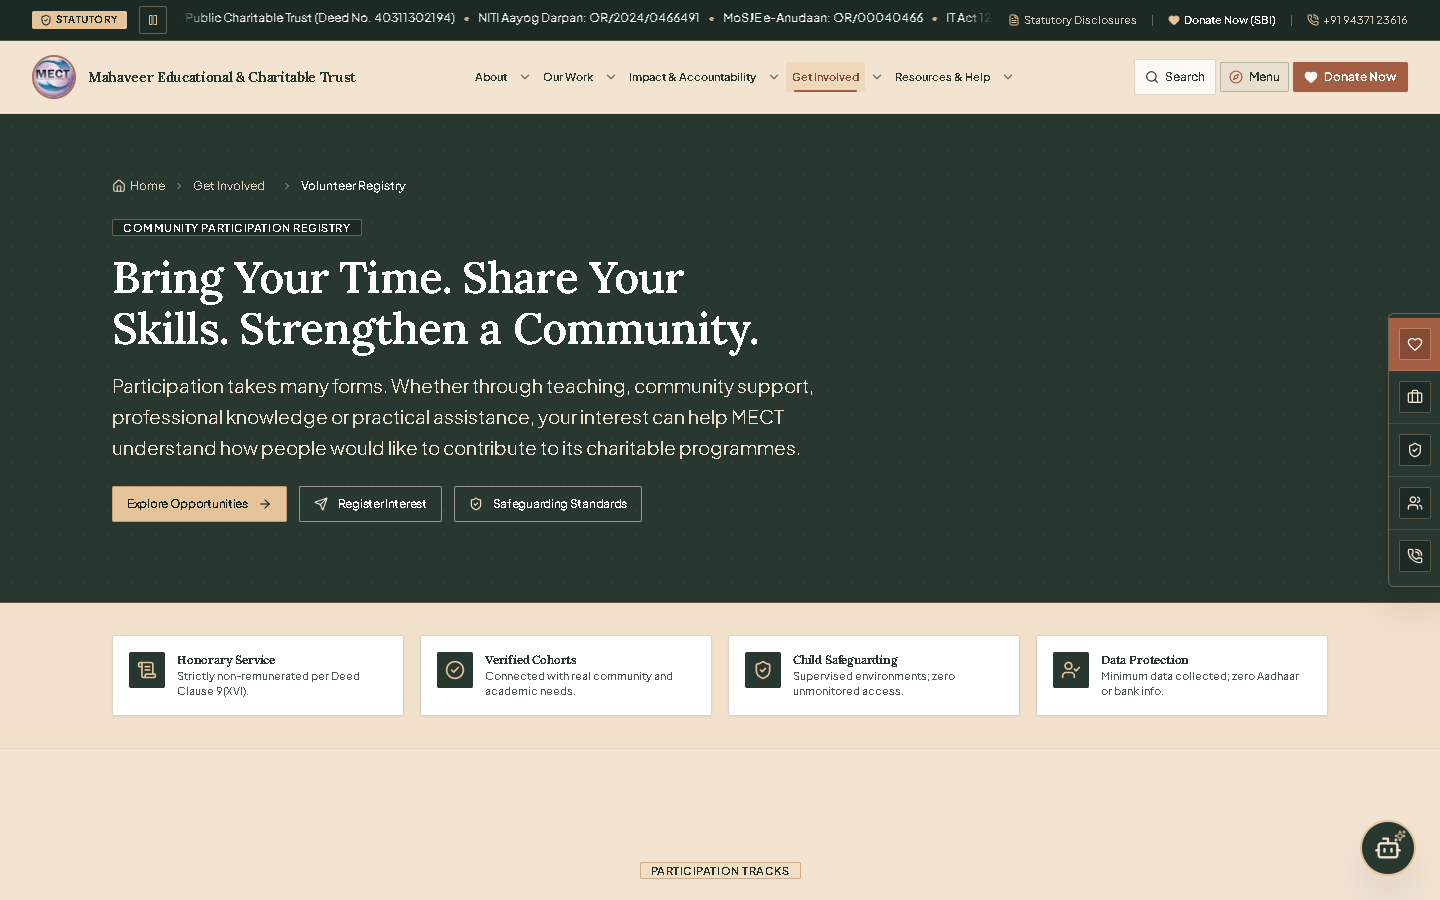 STATUTORY
Public Charitable Trust (Deed No. 40311302194) • NITI Aayog Darpan: OR/2024/0466491 • MoSJE e-Anudaan: OR/00040466 • IT Act 12
Statutory Disclosures
Donate Now (SBI)
+91 94371 23616
MECT
Mahaveer Educational & Charitable Trust
About
Our Work
Impact & Accountability
Get Involved
Resources & Help
Search
Menu
Donate Now
Home
Get Involved
Volunteer Registry
COMMUNITY PARTICIPATION REGISTRY
Bring Your Time. Share Your
Skills. Strengthen a Community.
Participation takes many forms. Whether through teaching, community support,
professional knowledge or practical assistance, your interest can help MECT
understand how people would like to contribute to its charitable programmes.
Explore Opportunities
Register Interest
Safeguarding Standards
Honorary Service
Strictly non-remunerated per Deed
Clause 9(XVI).
Verified Cohorts
Connected with real community and
academic needs.
Child Safeguarding
Supervised environments; zero
unmonitored access.
Data Protection
Minimum data collected; zero Aadhaar
or bank info.
PARTICIPATION TRACKS